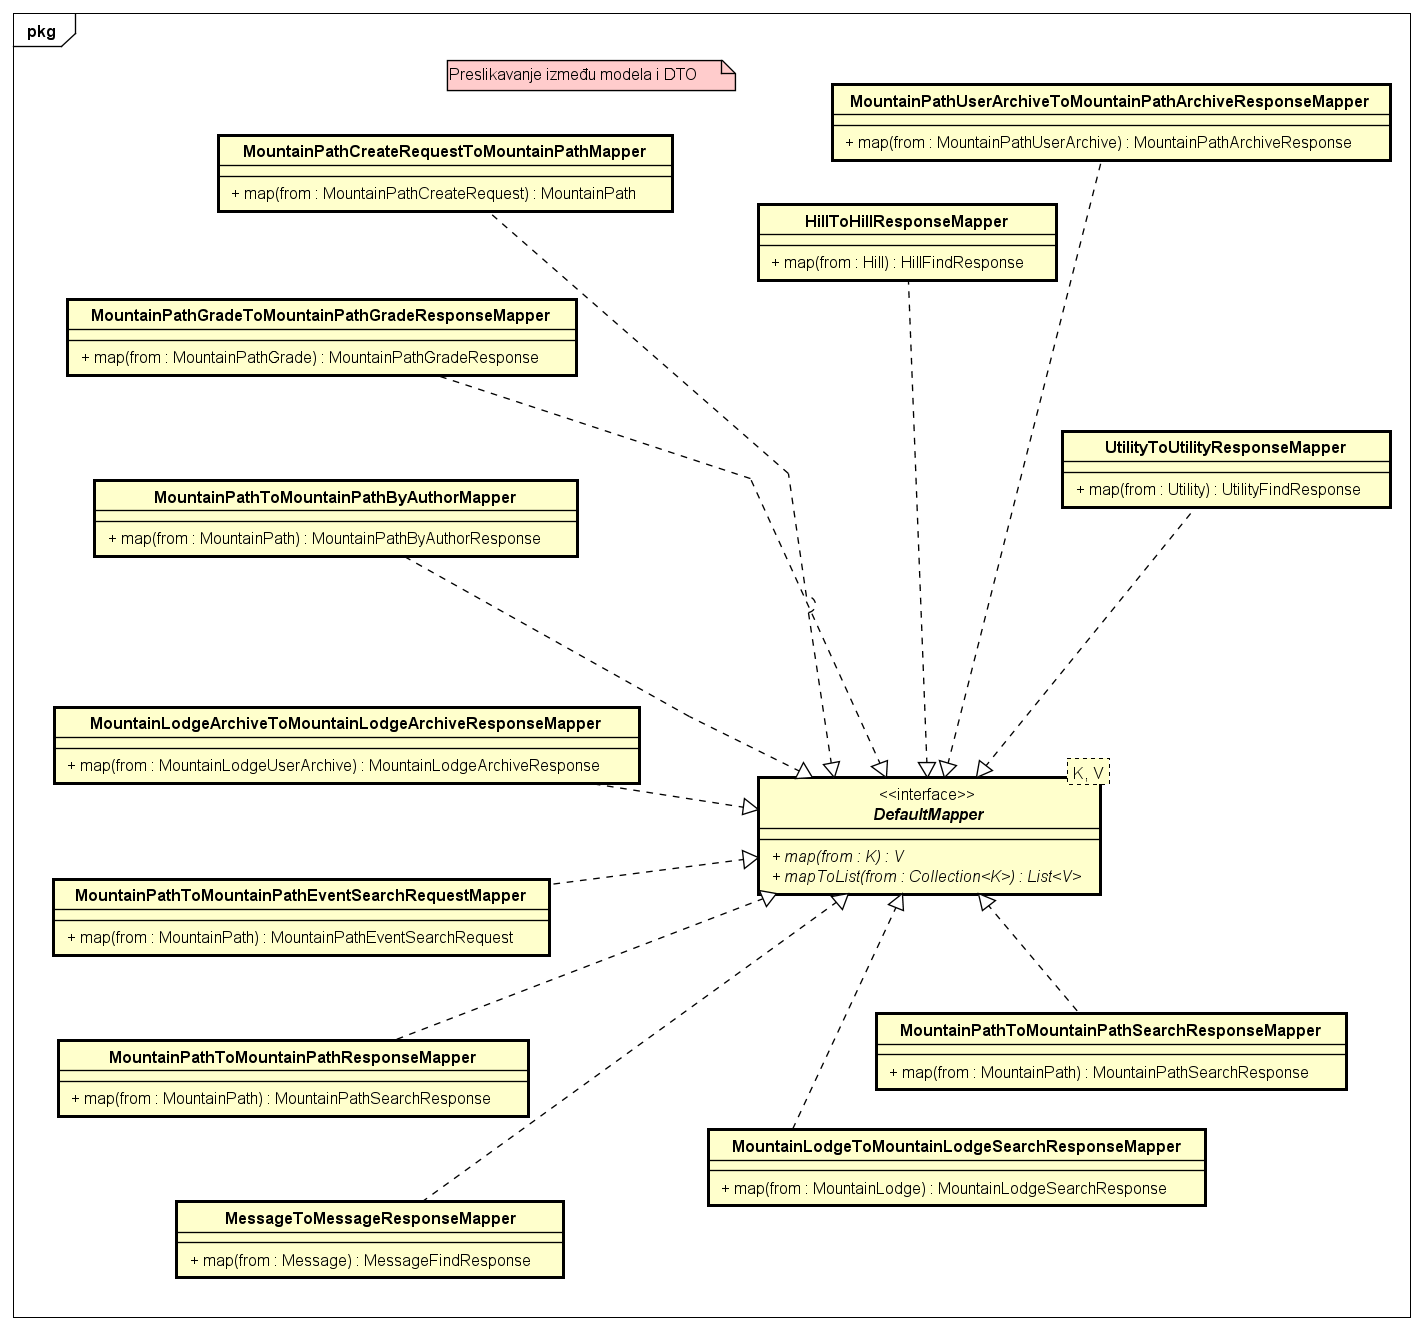 pkg
Preslikavanje između modela i DTO
MountainPathUserArchiveToMountainPathArchiveResponseMapper
+ map(from : MountainPathUserArchive) : MountainPathArchiveResponse
MountainPathCreateRequestToMountainPathMapper
+ map(from : MountainPathCreateRequest) : MountainPath
HillToHillResponseMapper
+ map(from : Hill) : HillFindResponse
MountainPathGradeToMountainPathGradeResponseMapper
+ map(from : MountainPathGrade) : MountainPathGradeResponse
UtilityToUtilityResponseMapper
+ map(from : Utility) : UtilityFindResponse
MountainPathToMountainPathByAuthorMapper
+ map(from : MountainPath) : MountainPathByAuthorResponse
MountainLodgeArchiveToMountainLodgeArchiveResponseMapper
+ map(from : MountainLodgeUserArchive) : MountainLodgeArchiveResponse
K, V
<<interface>>
DefaultMapper
+ map(from : K) : V
+ mapToList(from : Collection<K>) : List<V>
MountainPathToMountainPathEventSearchRequestMapper
+ map(from : MountainPath) : MountainPathEventSearchRequest
MountainPathToMountainPathSearchResponseMapper
+ map(from : MountainPath) : MountainPathSearchResponse
MountainPathToMountainPathResponseMapper
+ map(from : MountainPath) : MountainPathSearchResponse
MountainLodgeToMountainLodgeSearchResponseMapper
+ map(from : MountainLodge) : MountainLodgeSearchResponse
MessageToMessageResponseMapper
+ map(from : Message) : MessageFindResponse